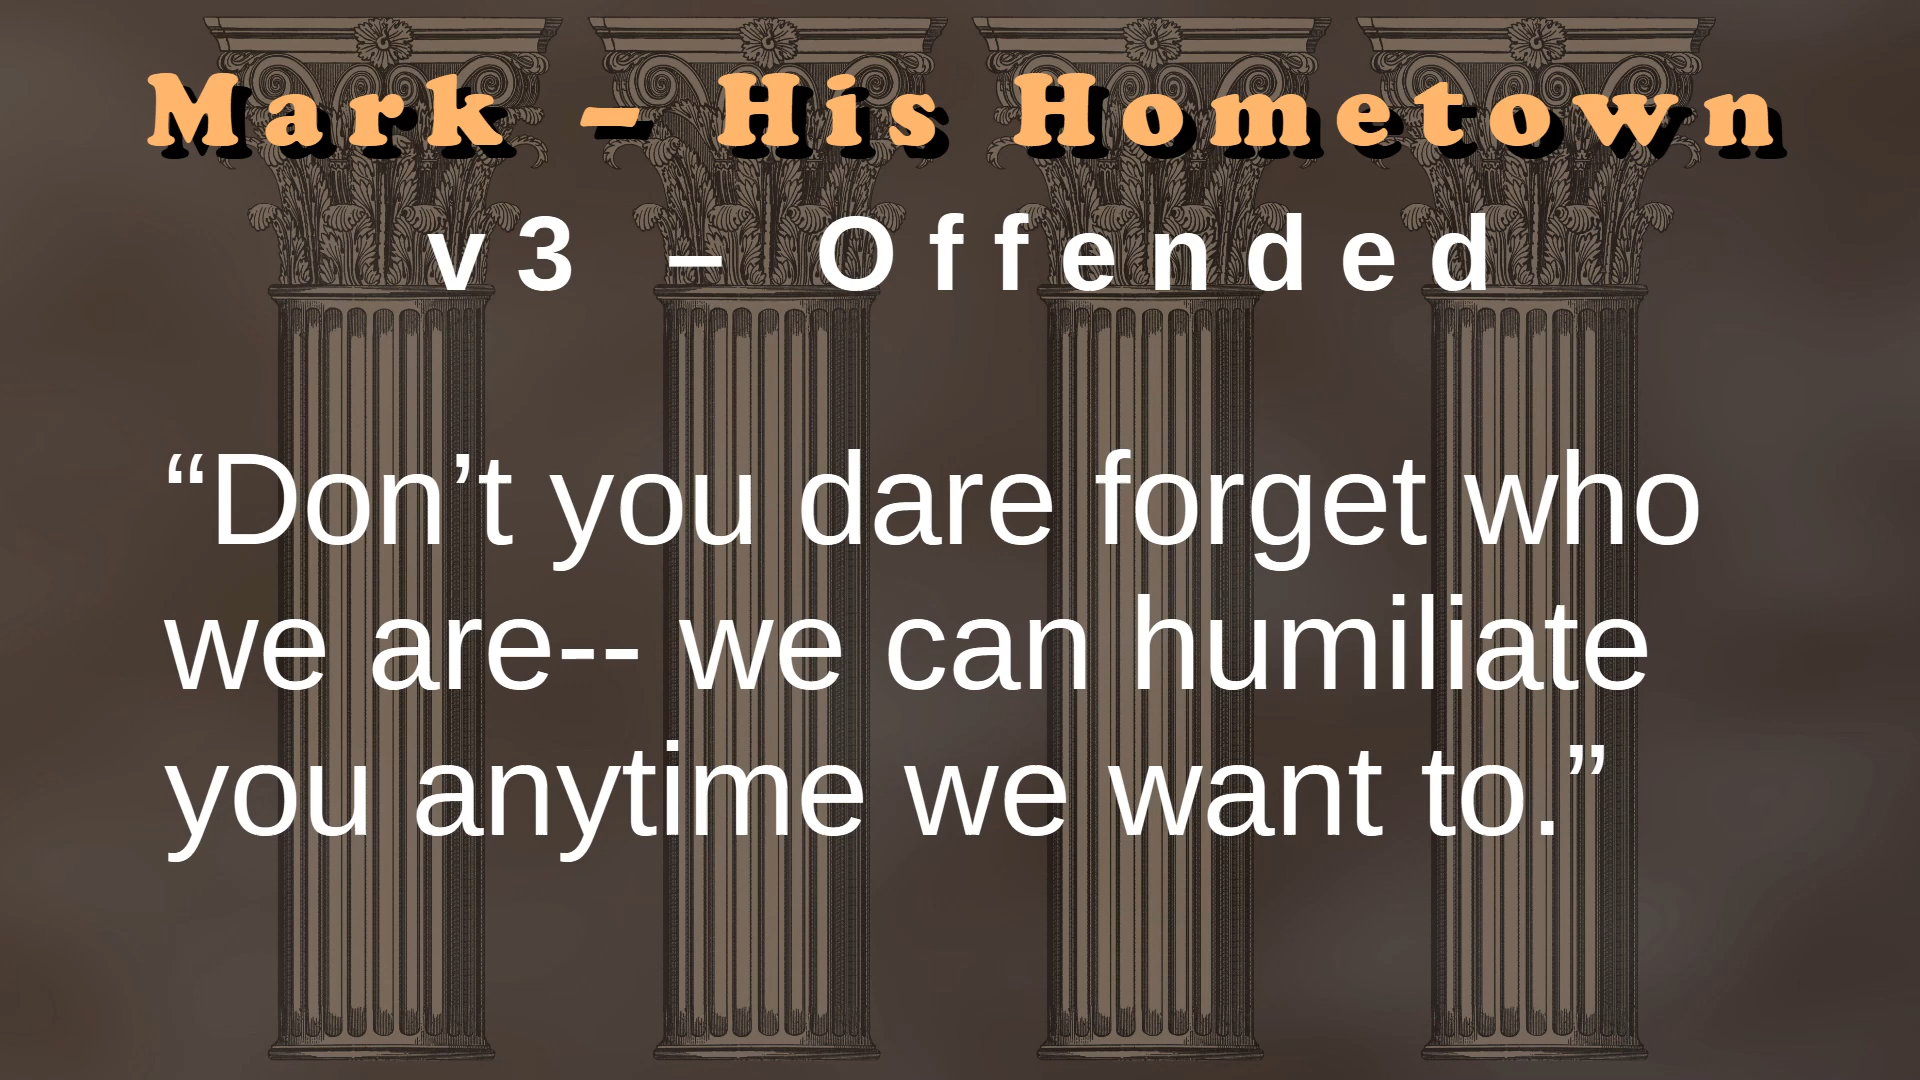 Mark – His Hometown
v3 – Offended
“Don’t you dare forget who
we are-- we can humiliate
you anytime we want to.”